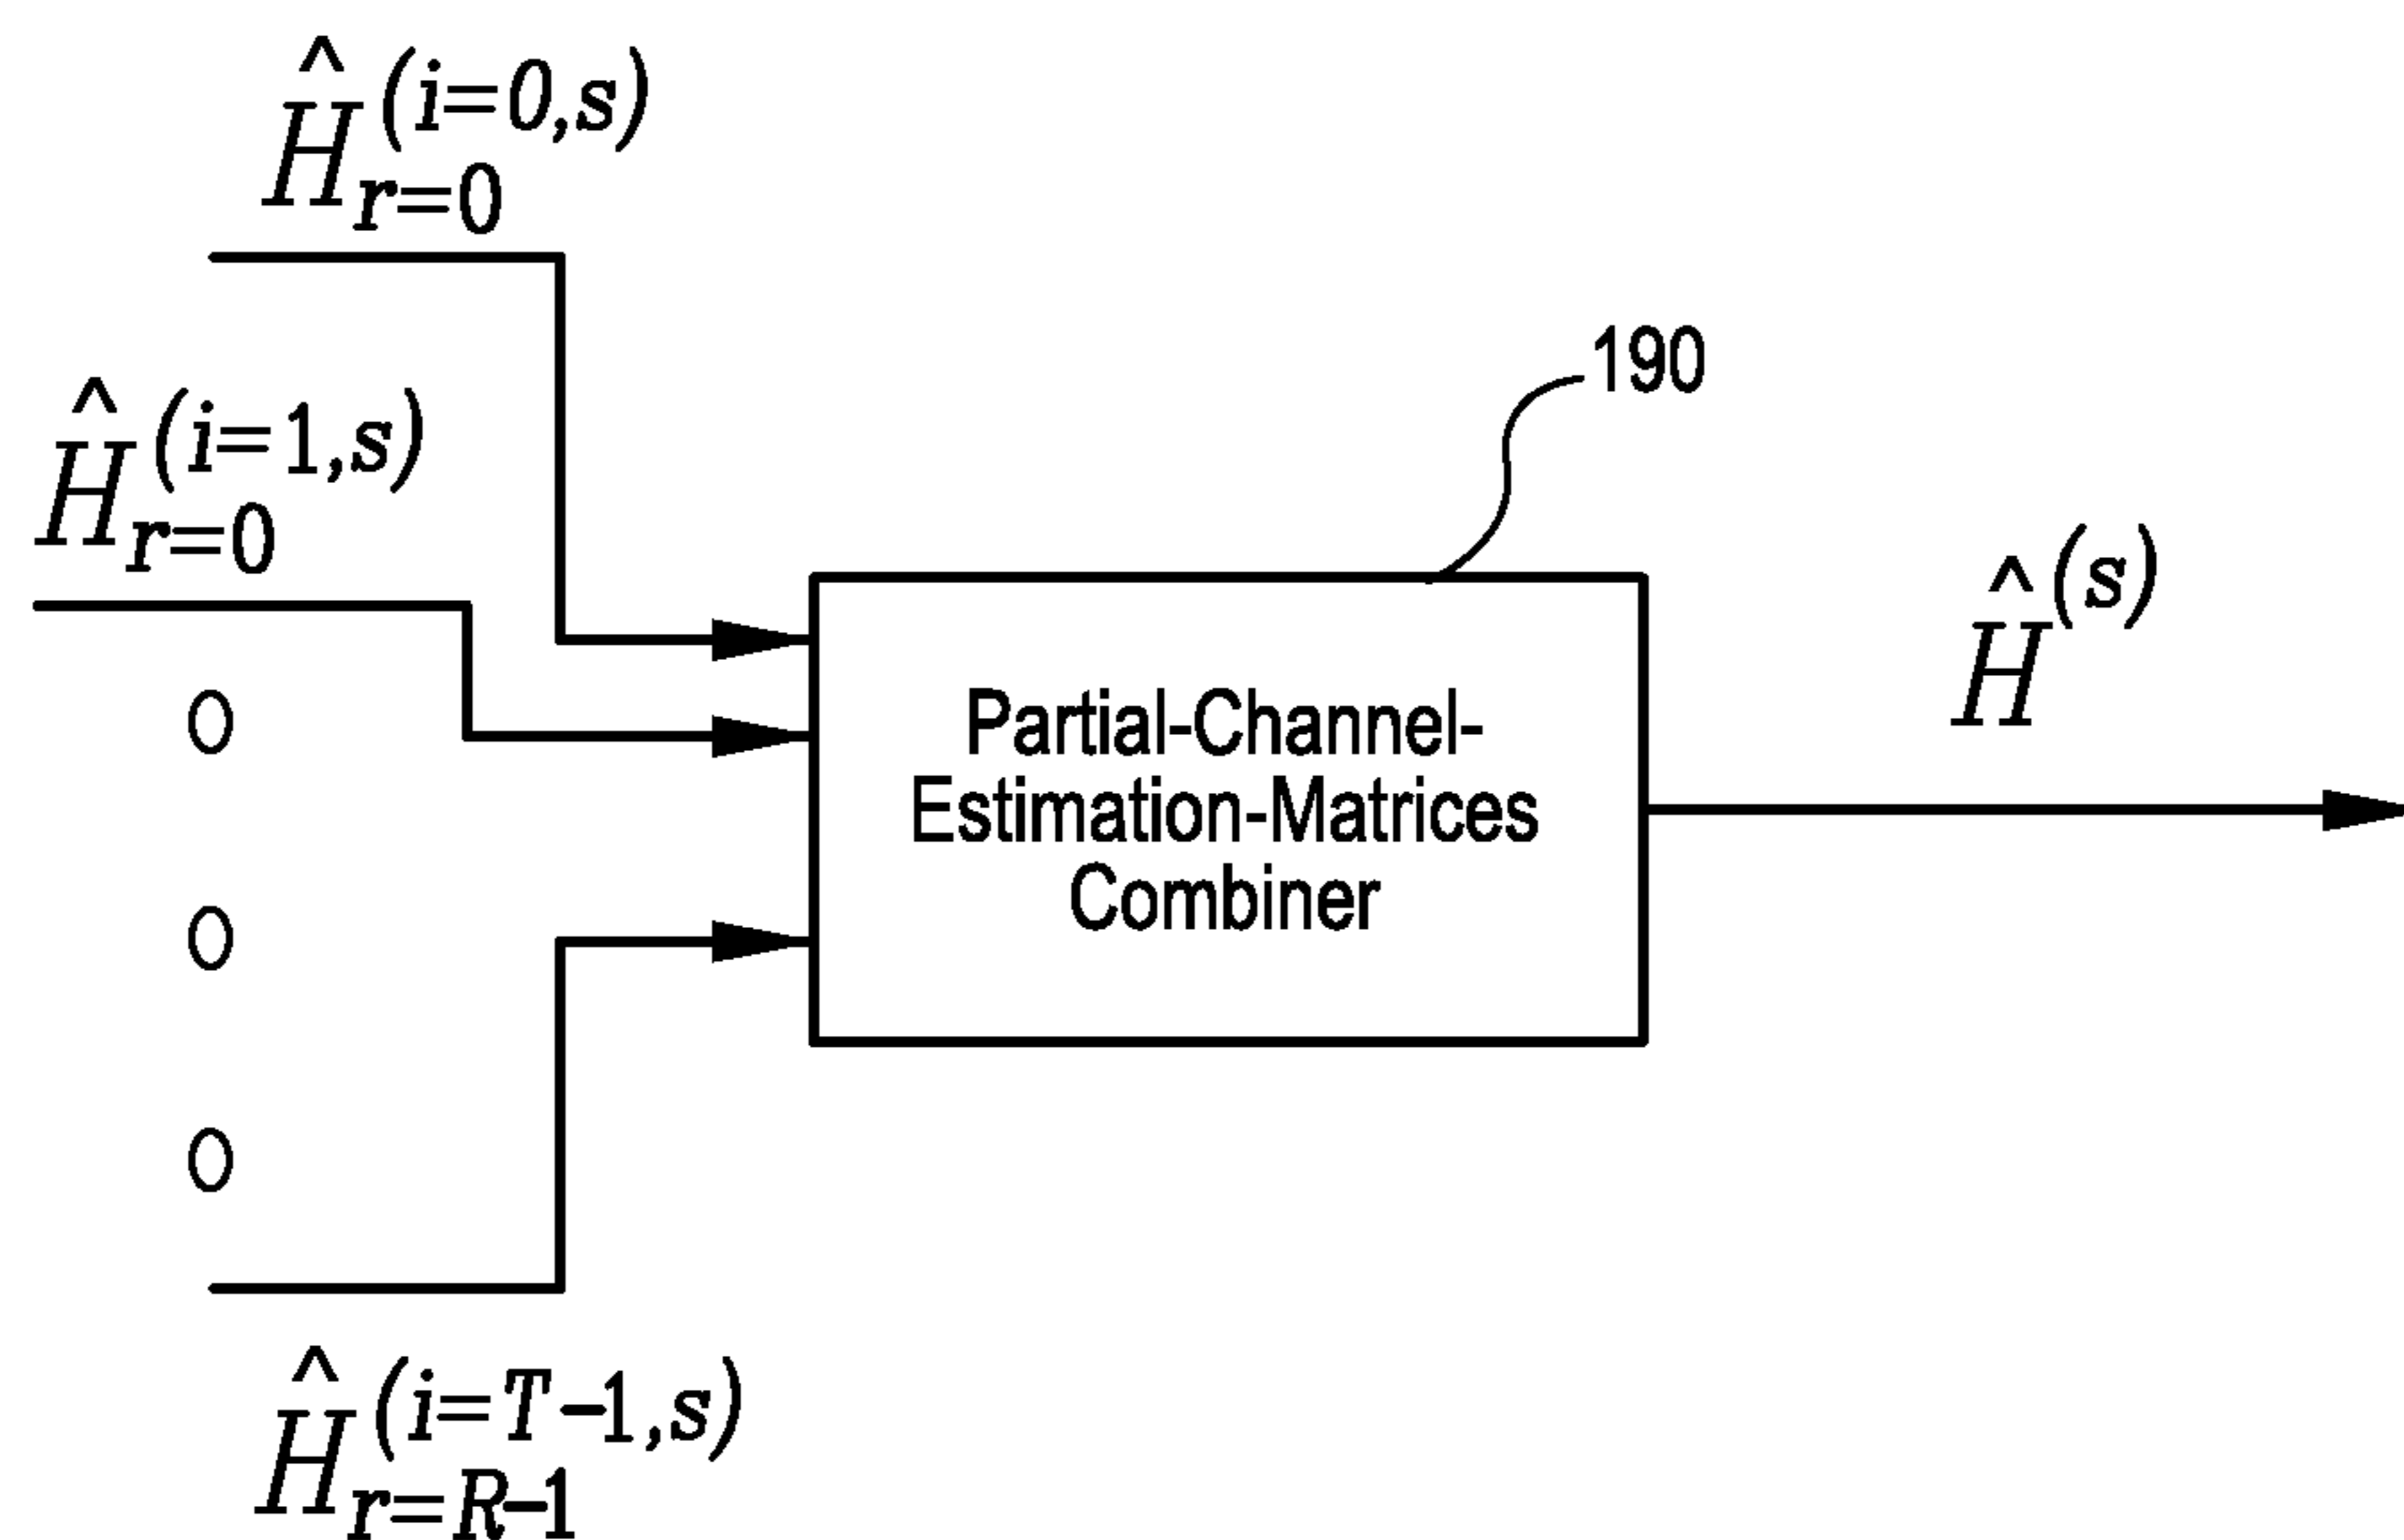 Ĥ_{r=0}^{(i=0,s)}
190
Ĥ_{r=0}^{(i=1,s)}
Ĥ^{(s)}
Partial-Channel-
Estimation-Matrices
Combiner
Ĥ_{r=R-1}^{(i=T-1,s)}